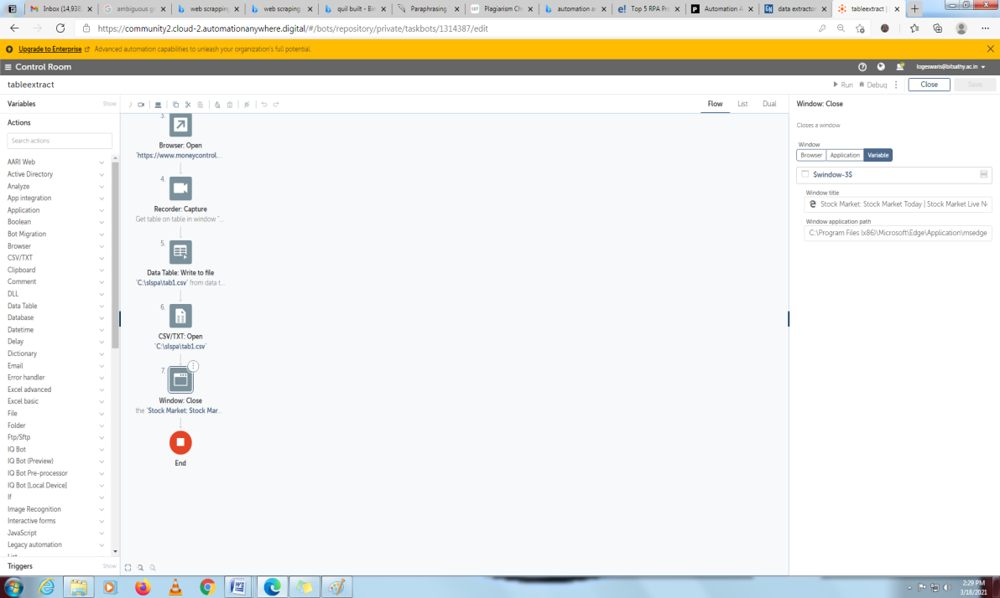 Inbox (14,938
ambiguous g
web scrapping
web scraping
quil built - Bin
Paraphrasing
Plagiarism Ch
automation a
Top 5 RPA Pro
Automation A
data extractor
tableextract |
https://community2.cloud-2.automationanywhere.digital/#/bots/repository/private/taskbots/1314387/edit
Upgrade to Enterprise Advanced automation capabilities to unleash your organization's full potential.
Control Room
logeswaris@bitsathy.ac.in
tableextract
Run Debug Close Save
Variables Show
Flow List Dual
Window: Close
Actions
Closes a window
Search actions
Window
Browser Application Variable
$window-3$
Window title
Stock Market: Stock Market Today | Stock Market Live N
Window application path
C:\Program Files (x86)\Microsoft\Edge\Application\msedge
AARI Web
Active Directory
Analyze
App integration
Application
Boolean
Bot Migration
Browser
CSV/TXT
Clipboard
Comment
DLL
Data Table
Database
Datetime
Delay
Dictionary
Email
Error handler
Excel advanced
Excel basic
File
Folder
Ftp/Sftp
IQ Bot
IQ Bot (Preview)
IQ Bot Pre-processor
IQ Bot [Local Device]
If
Image Recognition
Interactive forms
JavaScript
Legacy automation
Triggers Show
3.
Browser: Open
"https://www.moneycontrol....
4.
Recorder: Capture
Get table on table in window "...
5.
Data Table: Write to file
"C:\slspa\tab1.csv" from data t...
6.
CSV/TXT: Open
"C:\slspa\tab1.csv"
7.
Window: Close
the "Stock Market: Stock Mar...
End
2:29 PM
3/18/2021